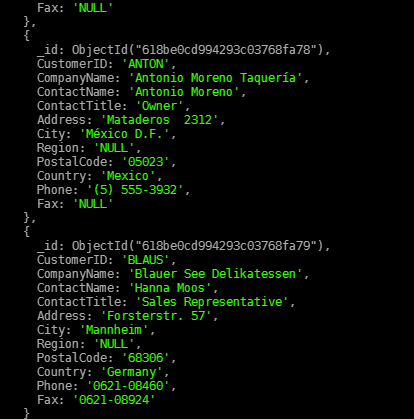 Fax: 'NULL'
},
{
_id: ObjectId("618be0cd994293c03768fa78"),
CustomerID: 'ANTON',
CompanyName: 'Antonio Moreno Taquería',
ContactName: 'Antonio Moreno',
ContactTitle: 'Owner',
Address: 'Mataderos  2312',
City: 'México D.F.',
Region: 'NULL',
PostalCode: '05023',
Country: 'Mexico',
Phone: '(5) 555-3932',
Fax: 'NULL'
},
{
_id: ObjectId("618be0cd994293c03768fa79"),
CustomerID: 'BLAUS',
CompanyName: 'Blauer See Delikatessen',
ContactName: 'Hanna Moos',
ContactTitle: 'Sales Representative',
Address: 'Forsterstr. 57',
City: 'Mannheim',
Region: 'NULL',
PostalCode: '68306',
Country: 'Germany',
Phone: '0621-08460',
Fax: '0621-08924'
}